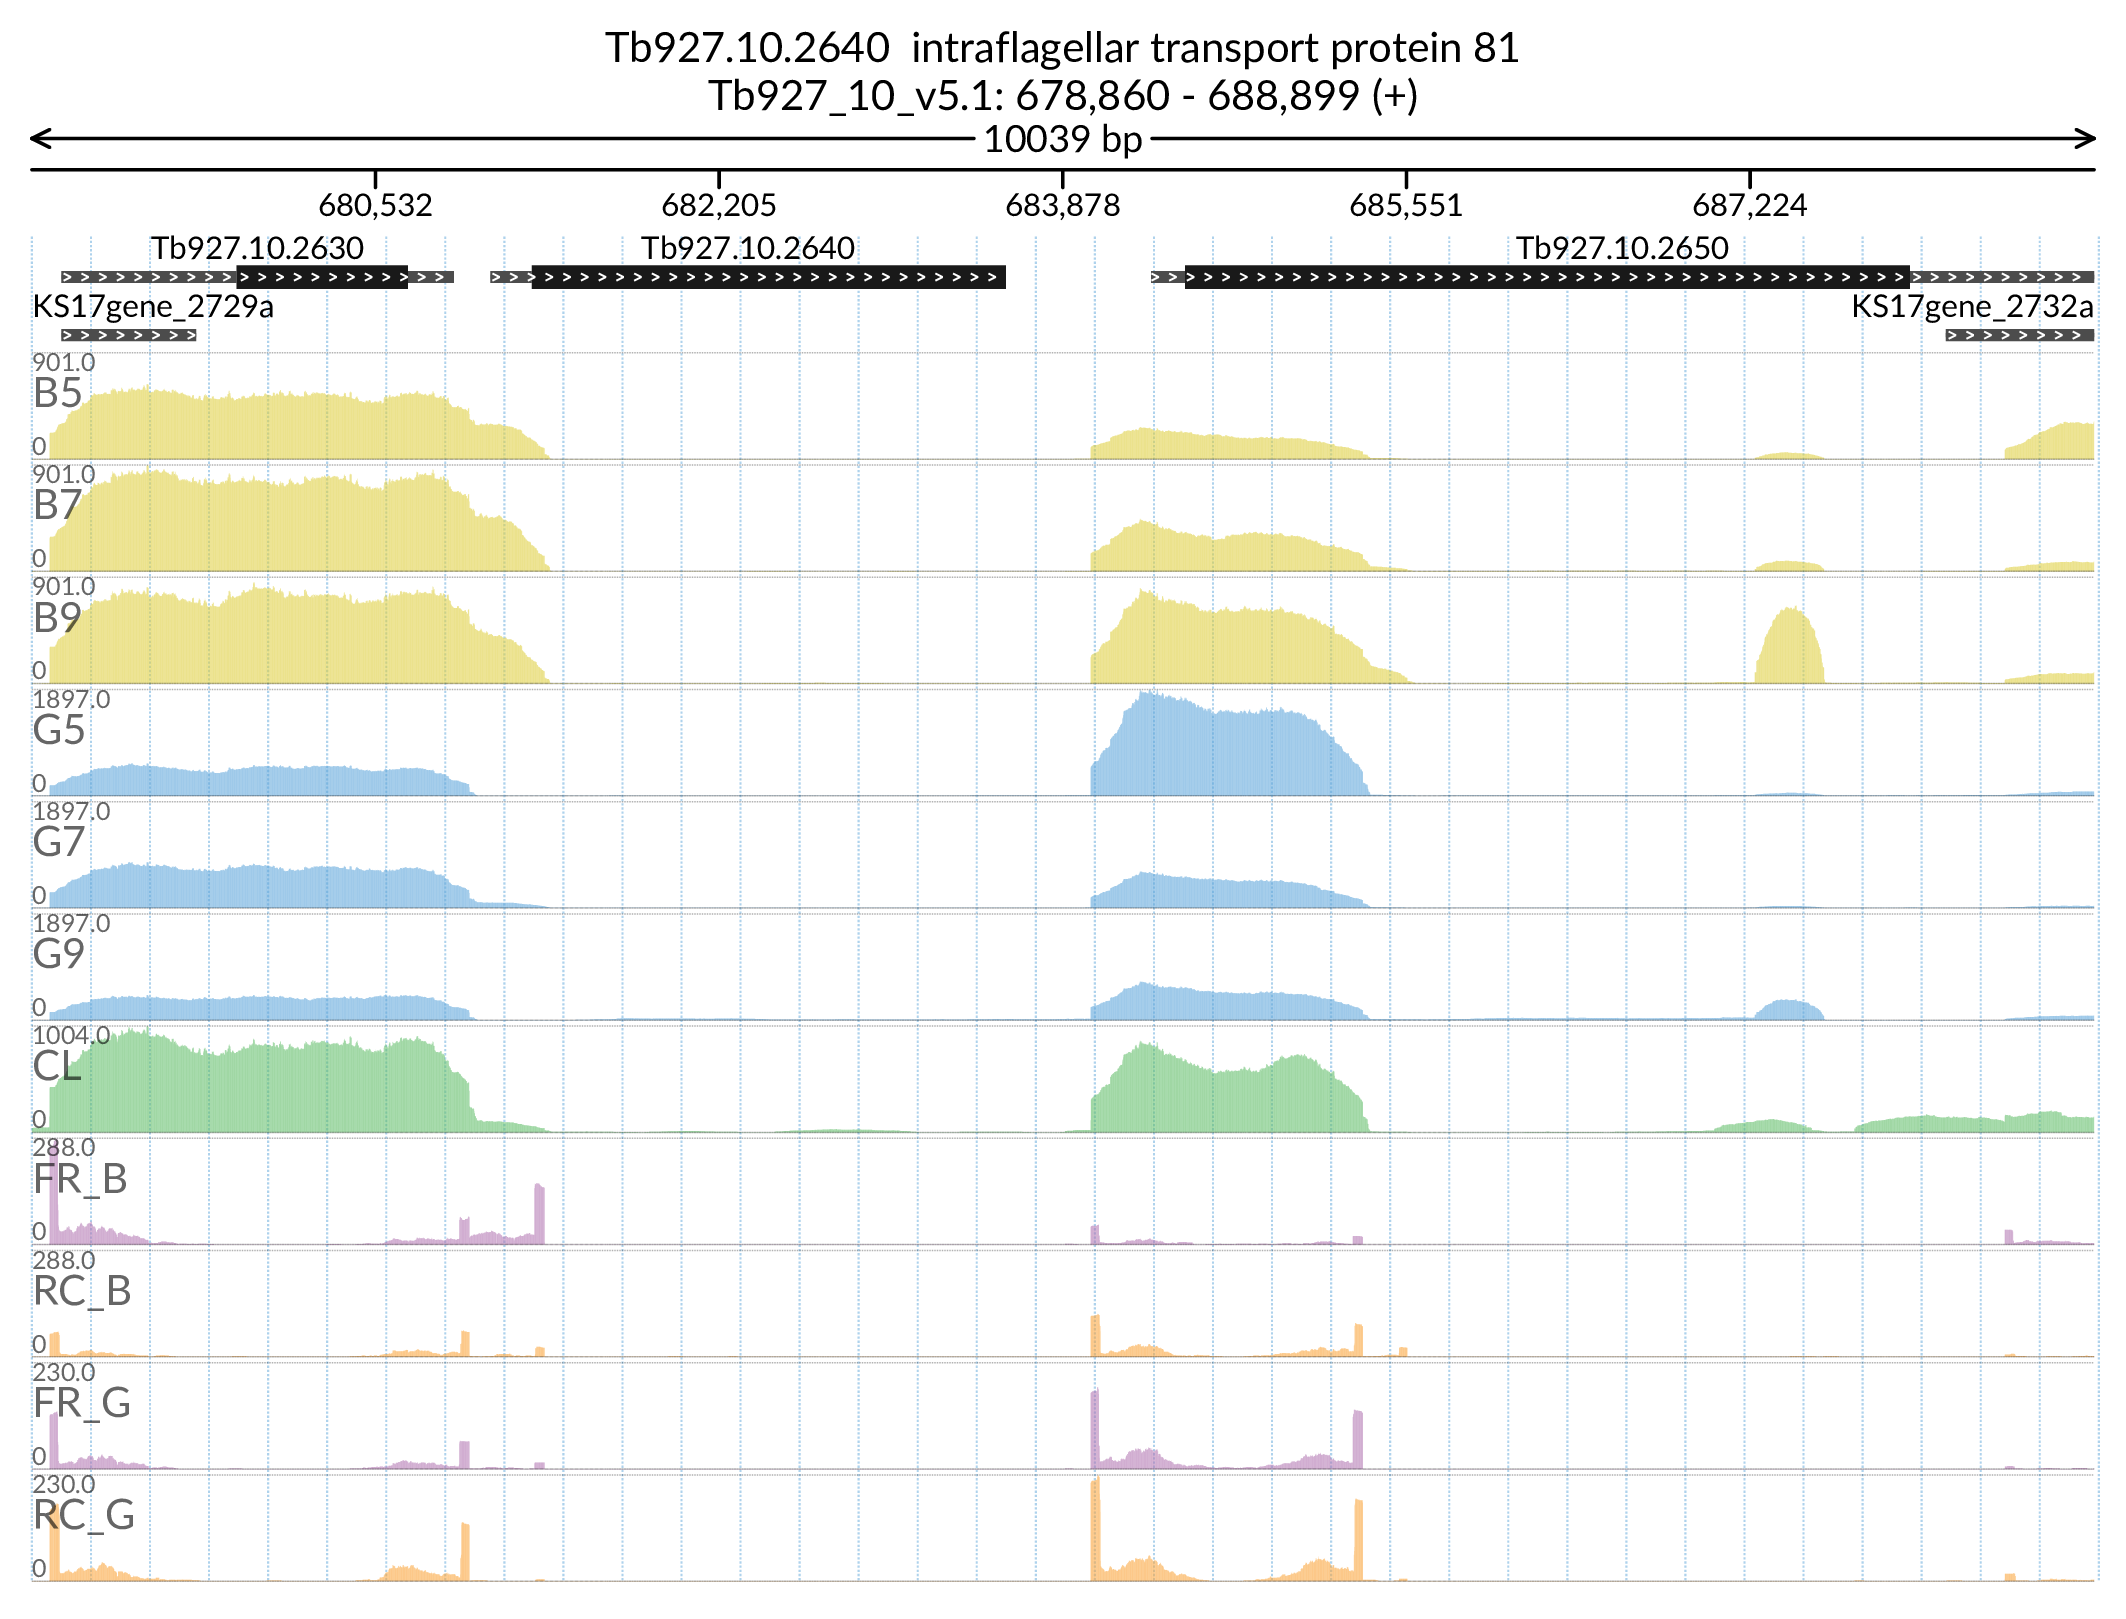 Tb927.10.2640  intraflagellar transport protein 81
Tb927_10_v5.1: 678,860 - 688,899 (+)
10039 bp
680,532 682,205 683,878 685,551 687,224
Tb927.10.2630 Tb927.10.2640 Tb927.10.2650
KS17gene_2729a KS17gene_2732a
901.0
B5
0
901.0
B7
0
901.0
B9
0
1897.0
G5
0
1897.0
G7
0
1897.0
G9
0
1004.0
CL
0
288.0
FR_B
0
288.0
RC_B
0
230.0
FR_G
0
230.0
RC_G
0